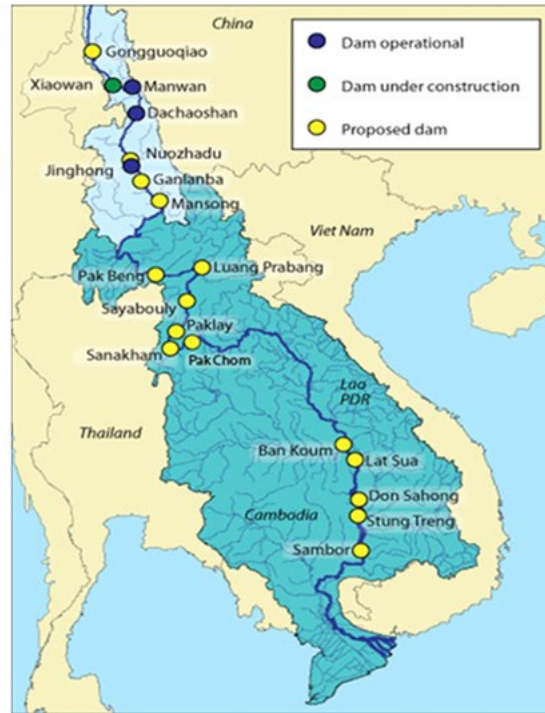 China
Gongguoqiao
Dam operational
Xiaowan
Manwan
Dam under construction
Dachaoshan
Proposed dam
Nuozhadu
Jinghong
Ganlanba
Mansong
Viet Nam
Pak Beng
Luang Prabang
Sayabouly
Paklay
Sanakham
Pak Chom
Lao
PDR
Thailand
Ban Koum
Lat Sua
Don Sahong
Cambodia
Stung Treng
Sambor